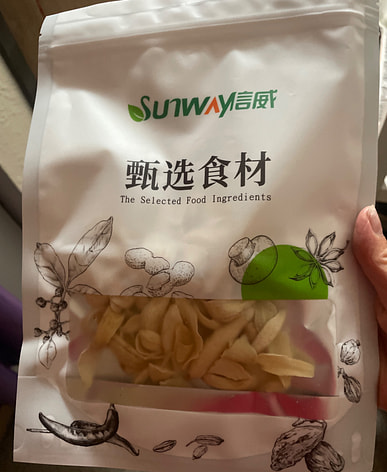 Sunway信威
甄选食材
The Selected Food Ingredients